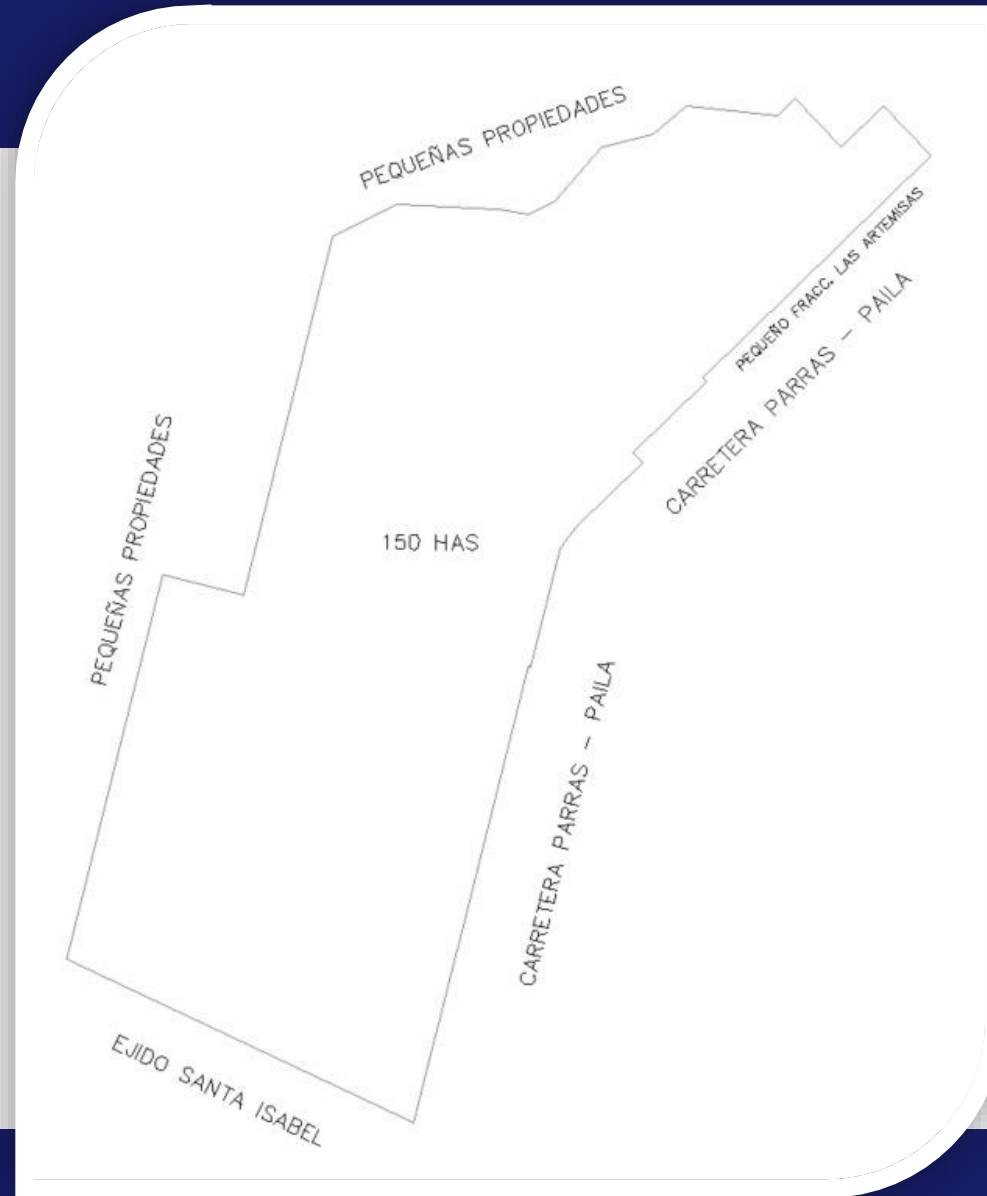 PEQUEÑAS PROPIEDADES
PEQUEÑO FRACC. LAS ARTEMISAS
CARRETERA PARRAS - PAILA
PEQUEÑAS PROPIEDADES
150 HAS
CARRETERA PARRAS - PAILA
EJIDO SANTA ISABEL